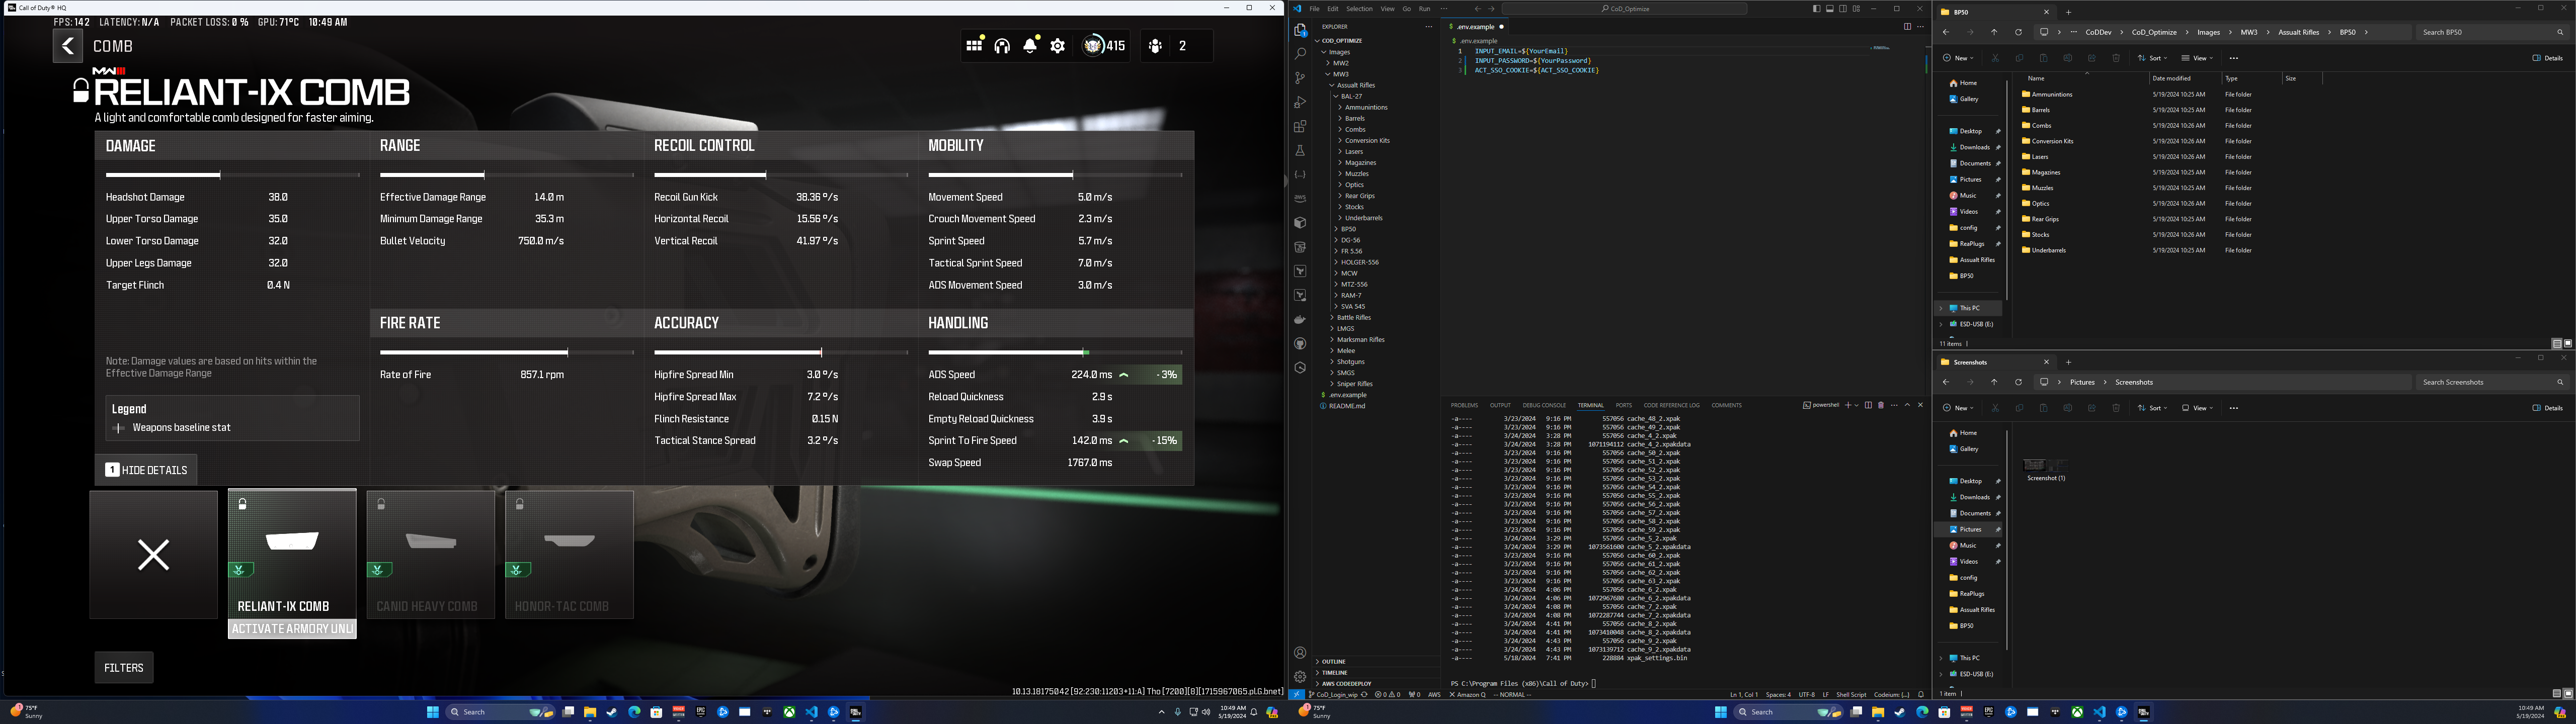 Call of Duty® HQ
FPS: 142 LATENCY: N/A PACKET LOSS: 0 % GPU: 71°C 10:49 AM
COMB
415
2
MWIII
RELIANT-IX COMB
A light and comfortable comb designed for faster aiming.
DAMAGE
Headshot Damage 38.0
Upper Torso Damage 35.0
Lower Torso Damage 32.0
Upper Legs Damage 32.0
Target Flinch 0.4 N
Note: Damage values are based on hits within the
Effective Damage Range
Legend
Weapons baseline stat
1 HIDE DETAILS
RANGE
Effective Damage Range 14.0 m
Minimum Damage Range 35.3 m
Bullet Velocity 750.0 m/s
FIRE RATE
Rate of Fire 857.1 rpm
RECOIL CONTROL
Recoil Gun Kick 38.36 º/s
Horizontal Recoil 15.56 º/s
Vertical Recoil 41.97 º/s
ACCURACY
Hipfire Spread Min 3.0 º/s
Hipfire Spread Max 7.2 º/s
Flinch Resistance 0.15 N
Tactical Stance Spread 3.2 º/s
MOBILITY
Movement Speed 5.0 m/s
Crouch Movement Speed 2.3 m/s
Sprint Speed 5.7 m/s
Tactical Sprint Speed 7.0 m/s
ADS Movement Speed 3.0 m/s
HANDLING
ADS Speed 224.0 ms - 3%
Reload Quickness 2.9 s
Empty Reload Quickness 3.9 s
Sprint To Fire Speed 142.0 ms - 15%
Swap Speed 1767.0 ms
RELIANT-IX COMB
CANID HEAVY COMB
HONOR-TAC COMB
ACTIVATE ARMORY UNL
FILTERS
10.13.18175042 [92:230:11203+11:A] Tho [7200][8][1715967065.pl.G.bnet]
File Edit Selection View Go Run ···
CoD_Optimize
EXPLORER
COD_OPTIMIZE
Images
MW2
MW3
Assualt Rifles
BAL-27
Ammunintions
Barrels
Combs
Conversion Kits
Lasers
Magazines
Muzzles
Optics
Rear Grips
Stocks
Underbarrels
BP50
DG-56
FR 5.56
HOLGER-556
MCW
MTZ-556
RAM-7
SVA 545
Battle Rifles
LMGS
Marksman Rifles
Melee
Shotguns
SMGS
Sniper Rifles
$ .env.example
README.md
OUTLINE
TIMELINE
AWS CODEDEPLOY
$ .env.example
$ .env.example
1 INPUT_EMAIL=${YourEmail}
2 INPUT_PASSWORD=${YourPassword}
3 ACT_SSO_COOKIE=${ACT_SSO_COOKIE}
PROBLEMS OUTPUT DEBUG CONSOLE TERMINAL PORTS CODE REFERENCE LOG COMMENTS powershell
-a---- 3/23/2024 9:16 PM 557056 cache_48_2.xpak
-a---- 3/23/2024 9:16 PM 557056 cache_49_2.xpak
-a---- 3/24/2024 3:28 PM 557056 cache_4_2.xpak
-a---- 3/24/2024 3:28 PM 1071194112 cache_4_2.xpakdata
-a---- 3/23/2024 9:16 PM 557056 cache_50_2.xpak
-a---- 3/23/2024 9:16 PM 557056 cache_51_2.xpak
-a---- 3/23/2024 9:16 PM 557056 cache_52_2.xpak
-a---- 3/23/2024 9:16 PM 557056 cache_53_2.xpak
-a---- 3/23/2024 9:16 PM 557056 cache_54_2.xpak
-a---- 3/23/2024 9:16 PM 557056 cache_55_2.xpak
-a---- 3/23/2024 9:16 PM 557056 cache_56_2.xpak
-a---- 3/23/2024 9:16 PM 557056 cache_57_2.xpak
-a---- 3/23/2024 9:16 PM 557056 cache_58_2.xpak
-a---- 3/23/2024 9:16 PM 557056 cache_59_2.xpak
-a---- 3/24/2024 3:29 PM 557056 cache_5_2.xpak
-a---- 3/24/2024 3:29 PM 1073561600 cache_5_2.xpakdata
-a---- 3/23/2024 9:16 PM 557056 cache_60_2.xpak
-a---- 3/23/2024 9:16 PM 557056 cache_61_2.xpak
-a---- 3/23/2024 9:16 PM 557056 cache_62_2.xpak
-a---- 3/23/2024 9:16 PM 557056 cache_63_2.xpak
-a---- 3/24/2024 4:06 PM 557056 cache_6_2.xpak
-a---- 3/24/2024 4:06 PM 1072967680 cache_6_2.xpakdata
-a---- 3/24/2024 4:08 PM 557056 cache_7_2.xpak
-a---- 3/24/2024 4:08 PM 1072287744 cache_7_2.xpakdata
-a---- 3/24/2024 4:41 PM 557056 cache_8_2.xpak
-a---- 3/24/2024 4:41 PM 1073410048 cache_8_2.xpakdata
-a---- 3/24/2024 4:43 PM 557056 cache_9_2.xpak
-a---- 3/24/2024 4:43 PM 1073139712 cache_9_2.xpakdata
-a---- 5/18/2024 7:41 PM 228884 xpak_settings.bin
PS C:\Program Files (x86)\Call of Duty>
CoD_Login_wip 0 0 0 AWS Amazon Q -- NORMAL -- Ln 1, Col 1 Spaces: 4 UTF-8 LF Shell Script Codeium: {...}
BP50
CoDDev > CoD_Optimize > Images > MW3 > Assualt Rifles > BP50 > Search BP50
New Sort View ··· Details
Home
Gallery
Desktop
Downloads
Documents
Pictures
Music
Videos
config
ReaPlugs
Assualt Rifles
BP50
This PC
ESD-USB (E:)
Name Date modified Type Size
Ammunintions 5/19/2024 10:25 AM File folder
Barrels 5/19/2024 10:25 AM File folder
Combs 5/19/2024 10:26 AM File folder
Conversion Kits 5/19/2024 10:26 AM File folder
Lasers 5/19/2024 10:25 AM File folder
Magazines 5/19/2024 10:25 AM File folder
Muzzles 5/19/2024 10:25 AM File folder
Optics 5/19/2024 10:26 AM File folder
Rear Grips 5/19/2024 10:25 AM File folder
Stocks 5/19/2024 10:26 AM File folder
Underbarrels 5/19/2024 10:25 AM File folder
11 items
Screenshots
Pictures > Screenshots Search Screenshots
New Sort View ··· Details
Home
Gallery
Desktop
Downloads
Documents
Pictures
Music
Videos
config
ReaPlugs
Assualt Rifles
BP50
This PC
ESD-USB (E:)
Screenshot (1)
1 item
75°F
Sunny
Search
10:49 AM
5/19/2024
75°F
Sunny
Search
10:49 AM
5/19/2024